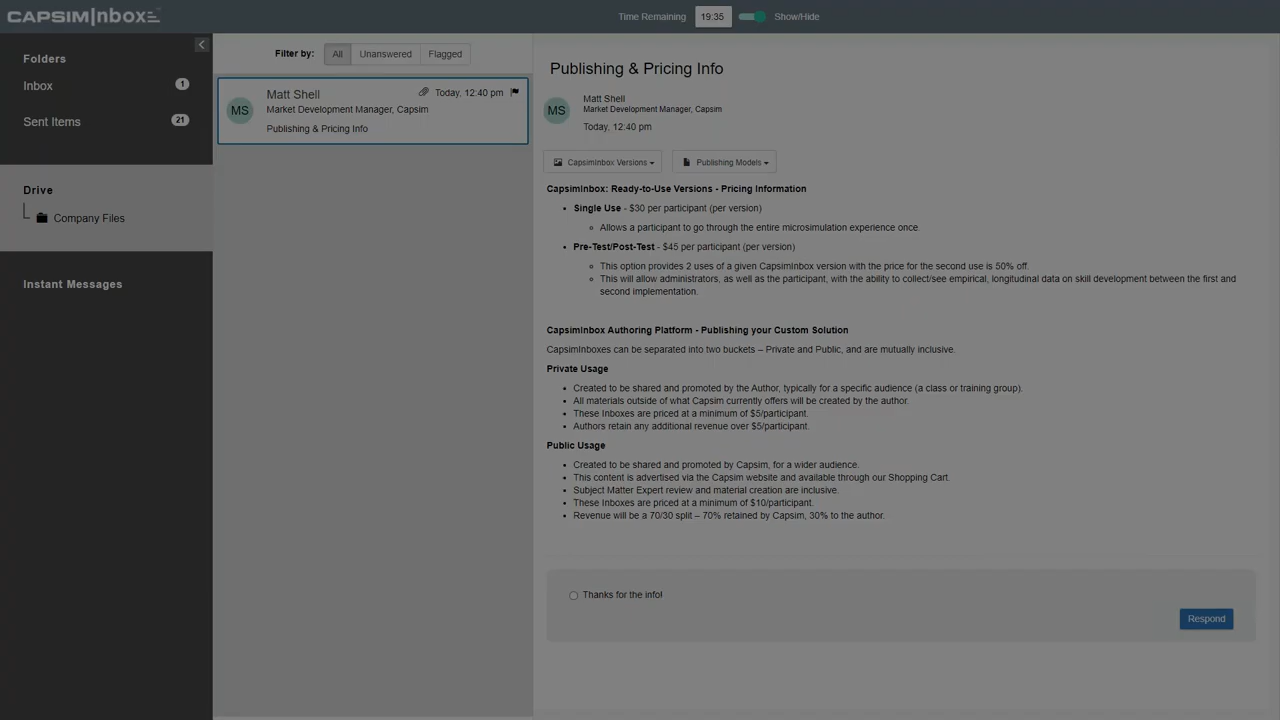 CAPSIM|nbox
Time Remaining 19:35 Show/Hide
Folders
Inbox 1
Sent Items 21
Drive
Company Files
Instant Messages
Filter by: All Unanswered Flagged
MS
Matt Shell Today, 12:40 pm
Market Development Manager, Capsim
Publishing & Pricing Info
Publishing & Pricing Info
MS
Matt Shell
Market Development Manager, Capsim
Today, 12:40 pm
CapsimInbox Versions Publishing Models
CapsimInbox: Ready-to-Use Versions - Pricing Information
• Single Use - $30 per participant (per version)
Allows a participant to go through the entire microsimulation experience once.
• Pre-Test/Post-Test - $45 per participant (per version)
This option provides 2 uses of a given CapsimInbox version with the price for the second use is 50% off.
This will allow administrators, as well as the participant, with the ability to collect/see empirical, longitudinal data on skill development between the first and
second implementation.
CapsimInbox Authoring Platform - Publishing your Custom Solution
CapsimInboxes can be separated into two buckets – Private and Public, and are mutually inclusive.
Private Usage
• Created to be shared and promoted by the Author, typically for a specific audience (a class or training group).
• All materials outside of what Capsim currently offers will be created by the author.
• These Inboxes are priced at a minimum of $5/participant.
• Authors retain any additional revenue over $5/participant.
Public Usage
• Created to be shared and promoted by Capsim, for a wider audience.
• This content is advertised via the Capsim website and available through our Shopping Cart.
• Subject Matter Expert review and material creation are inclusive.
• These Inboxes are priced at a minimum of $10/participant.
• Revenue will be a 70/30 split – 70% retained by Capsim, 30% to the author.
Thanks for the info!
Respond